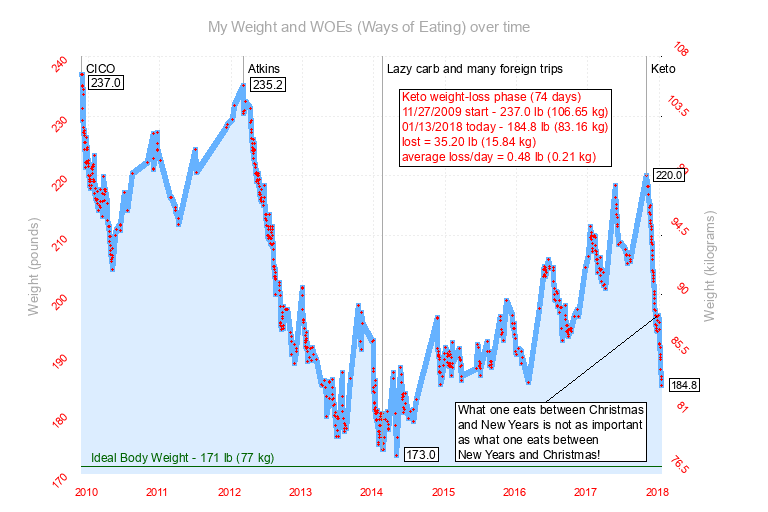 My Weight and WOEs (Ways of Eating) over time
CICO
Atkins
Lazy carb and many foreign trips
Keto
237.0
235.2
Keto weight-loss phase (74 days)
11/27/2009 start - 237.0 lb (106.65 kg)
01/13/2018 today - 184.8 lb (83.16 kg)
lost = 35.20 lb (15.84 kg)
average loss/day = 0.48 lb (0.21 kg)
220.0
184.8
173.0
What one eats between Christmas
and New Years is not as important
as what one eats between
New Years and Christmas!
Ideal Body Weight - 171 lb (77 kg)
Weight (pounds)
240
230
220
210
200
190
180
170
Weight (kilograms)
108
103.5
99
94.5
90
85.5
81
76.5
2010
2011
2012
2013
2014
2015
2016
2017
2018